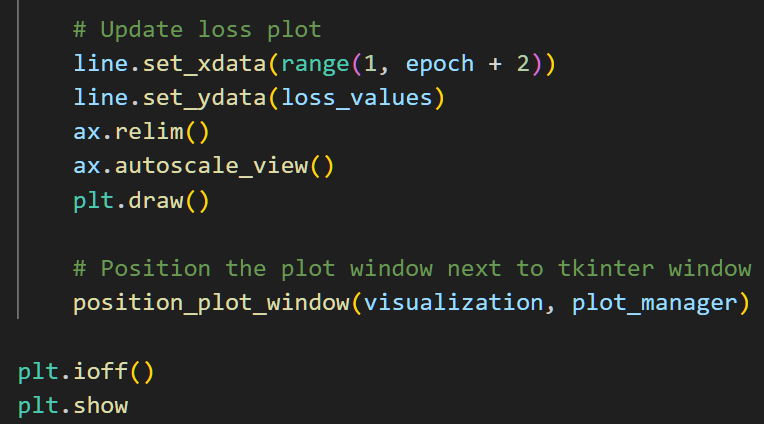 # Update loss plot
line.set_xdata(range(1, epoch + 2))
line.set_ydata(loss_values)
ax.relim()
ax.autoscale_view()
plt.draw()
# Position the plot window next to tkinter window
position_plot_window(visualization, plot_manager)
plt.ioff()
plt.show